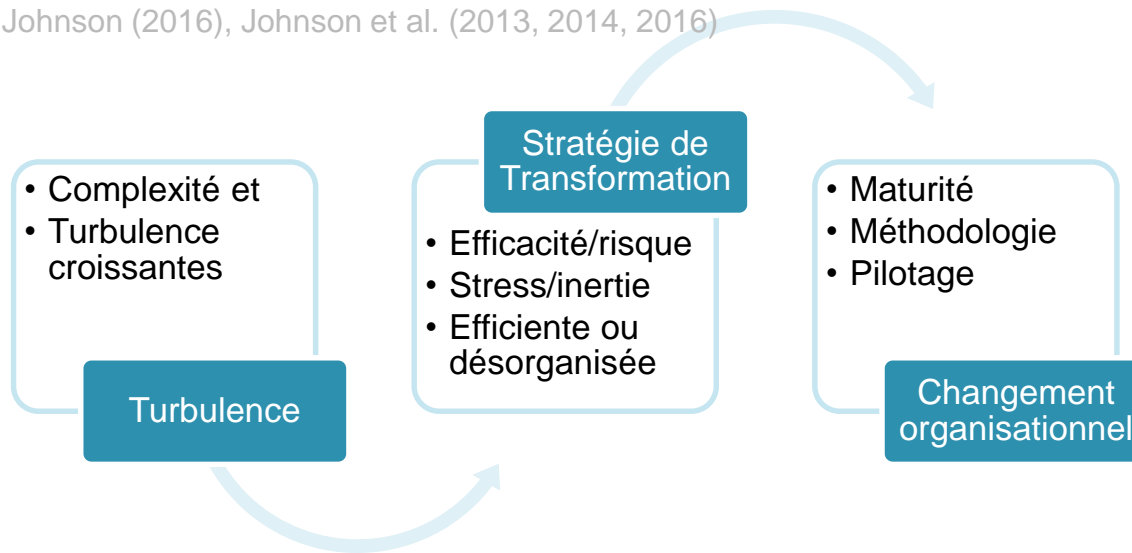 Johnson (2016), Johnson et al. (2013, 2014, 2016)
• Complexité et
• Turbulence
croissantes
Turbulence
Stratégie de
Transformation
• Efficacité/risque
• Stress/inertie
• Efficiente ou
désorganisée
• Maturité
• Méthodologie
• Pilotage
Changement
organisationnel